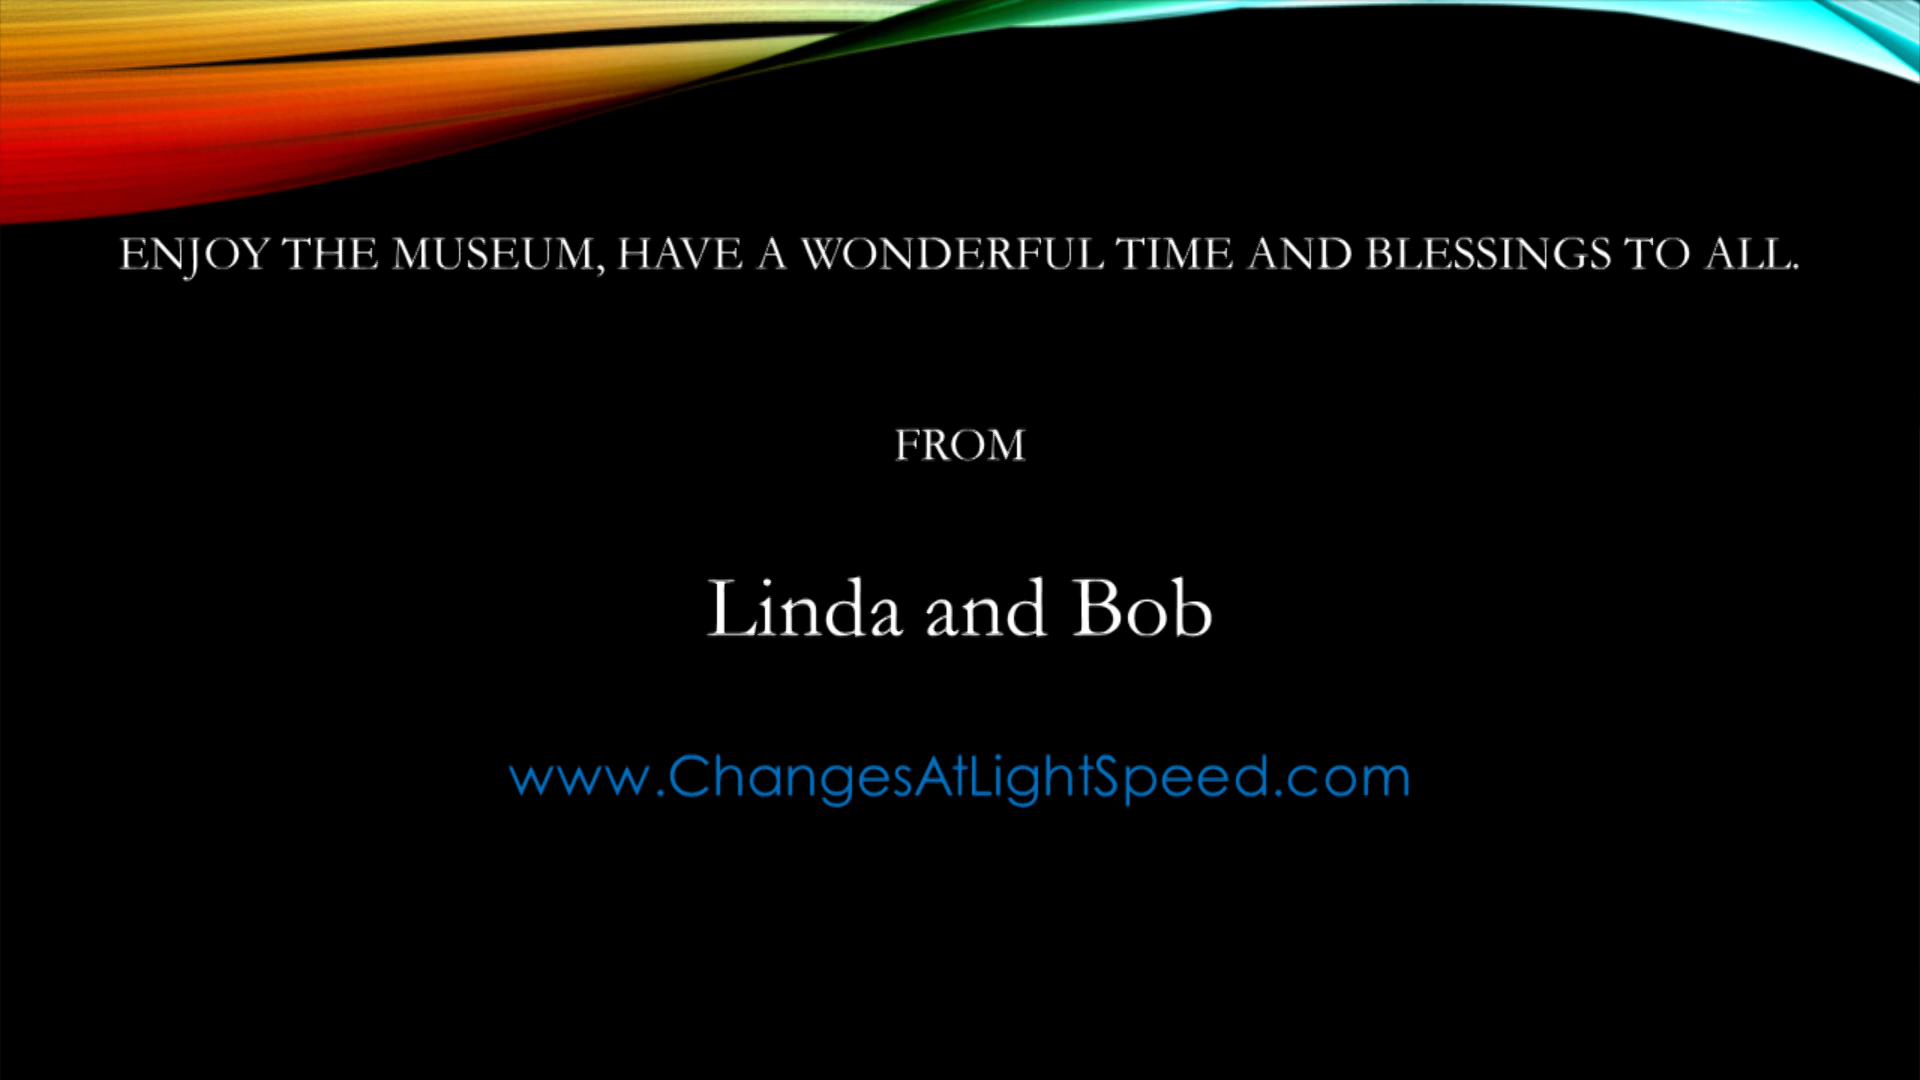 ENJOY THE MUSEUM, HAVE A WONDERFUL TIME AND BLESSINGS TO ALL.
FROM
Linda and Bob
www.ChangesAtLightSpeed.com